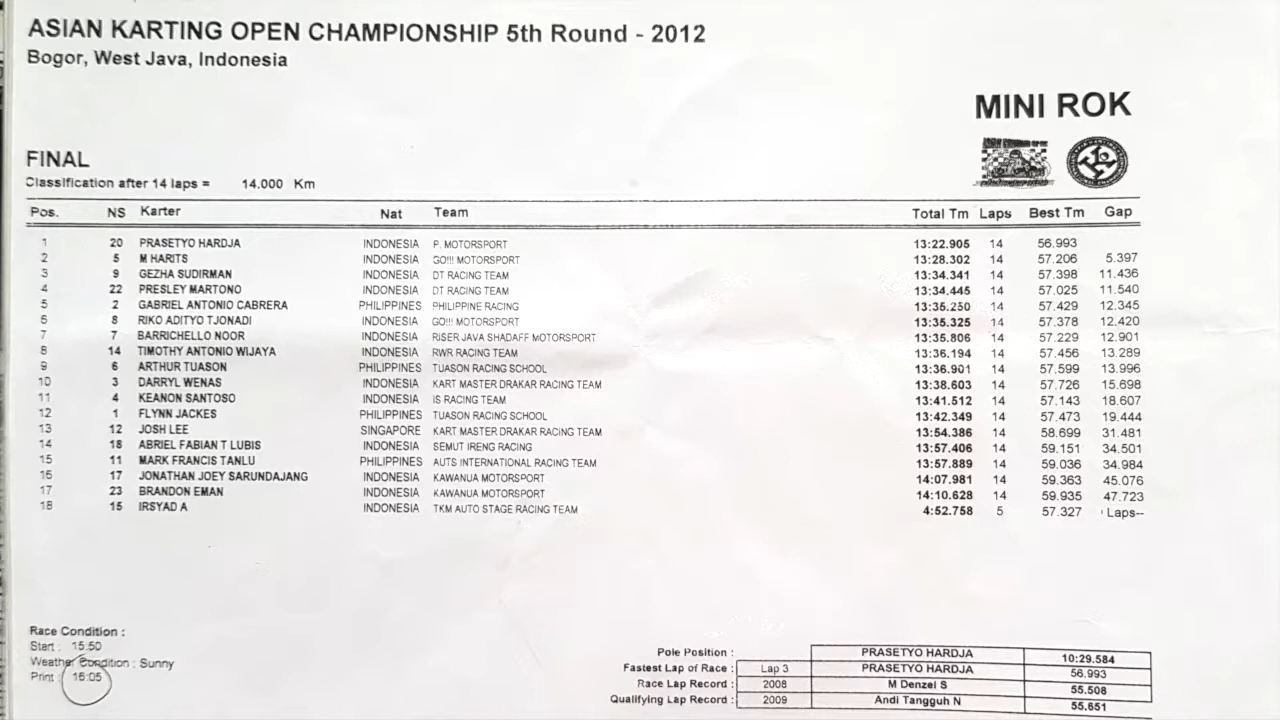 ASIAN KARTING OPEN CHAMPIONSHIP 5th Round - 2012
Bogor, West Java, Indonesia
MINI ROK
FINAL
Classification after 14 laps = 14.000 Km
Pos. NS Karter Nat Team Total Tm Laps Best Tm Gap
1 20 PRASETYO HARDJA INDONESIA P. MOTORSPORT 13:22.905 14 56.993
2 5 M HARITS INDONESIA GO!!! MOTORSPORT 13:28.302 14 57.206 5.397
3 9 GEZHA SUDIRMAN INDONESIA DT RACING TEAM 13:34.341 14 57.398 11.436
4 22 PRESLEY MARTONO INDONESIA DT RACING TEAM 13:34.445 14 57.025 11.540
5 2 GABRIEL ANTONIO CABRERA PHILIPPINES PHILIPPINE RACING 13:35.250 14 57.429 12.345
6 8 RIKO ADITYO TJONADI INDONESIA GO!!! MOTORSPORT 13:35.325 14 57.378 12.420
7 7 BARRICHELLO NOOR INDONESIA RISER JAVA SHADAFF MOTORSPORT 13:35.806 14 57.229 12.901
8 14 TIMOTHY ANTONIO WIJAYA INDONESIA RWR RACING TEAM 13:36.194 14 57.456 13.289
9 6 ARTHUR TUASON PHILIPPINES TUASON RACING SCHOOL 13:36.901 14 57.599 13.996
10 3 DARRYL WENAS INDONESIA KART MASTER DRAKAR RACING TEAM 13:38.603 14 57.726 15.698
11 4 KEANON SANTOSO INDONESIA IS RACING TEAM 13:41.512 14 57.143 18.607
12 1 FLYNN JACKES PHILIPPINES TUASON RACING SCHOOL 13:42.349 14 57.473 19.444
13 12 JOSH LEE SINGAPORE KART MASTER DRAKAR RACING TEAM 13:54.386 14 58.699 31.481
14 18 ABRIEL FABIAN T LUBIS INDONESIA SEMUT IRENG RACING 13:57.406 14 59.151 34.501
15 11 MARK FRANCIS TANLU PHILIPPINES AUTS INTERNATIONAL RACING TEAM 13:57.889 14 59.036 34.984
16 17 JONATHAN JOEY SARUNDAJANG INDONESIA KAWANUA MOTORSPORT 14:07.981 14 59.363 45.076
17 23 BRANDON EMAN INDONESIA KAWANUA MOTORSPORT 14:10.628 14 59.935 47.723
18 15 IRSYAD A INDONESIA TKM AUTO STAGE RACING TEAM 4:52.758 5 57.327 Laps--
Race Condition :
Start : 15:50
Weather Condition : Sunny
Print : 16:05
Pole Position : PRASETYO HARDJA 10:29.584
Fastest Lap of Race : Lap 3 PRASETYO HARDJA 56.993
Race Lap Record : 2008 M Denzel S 55.508
Qualifying Lap Record : 2009 Andi Tangguh N 55.651